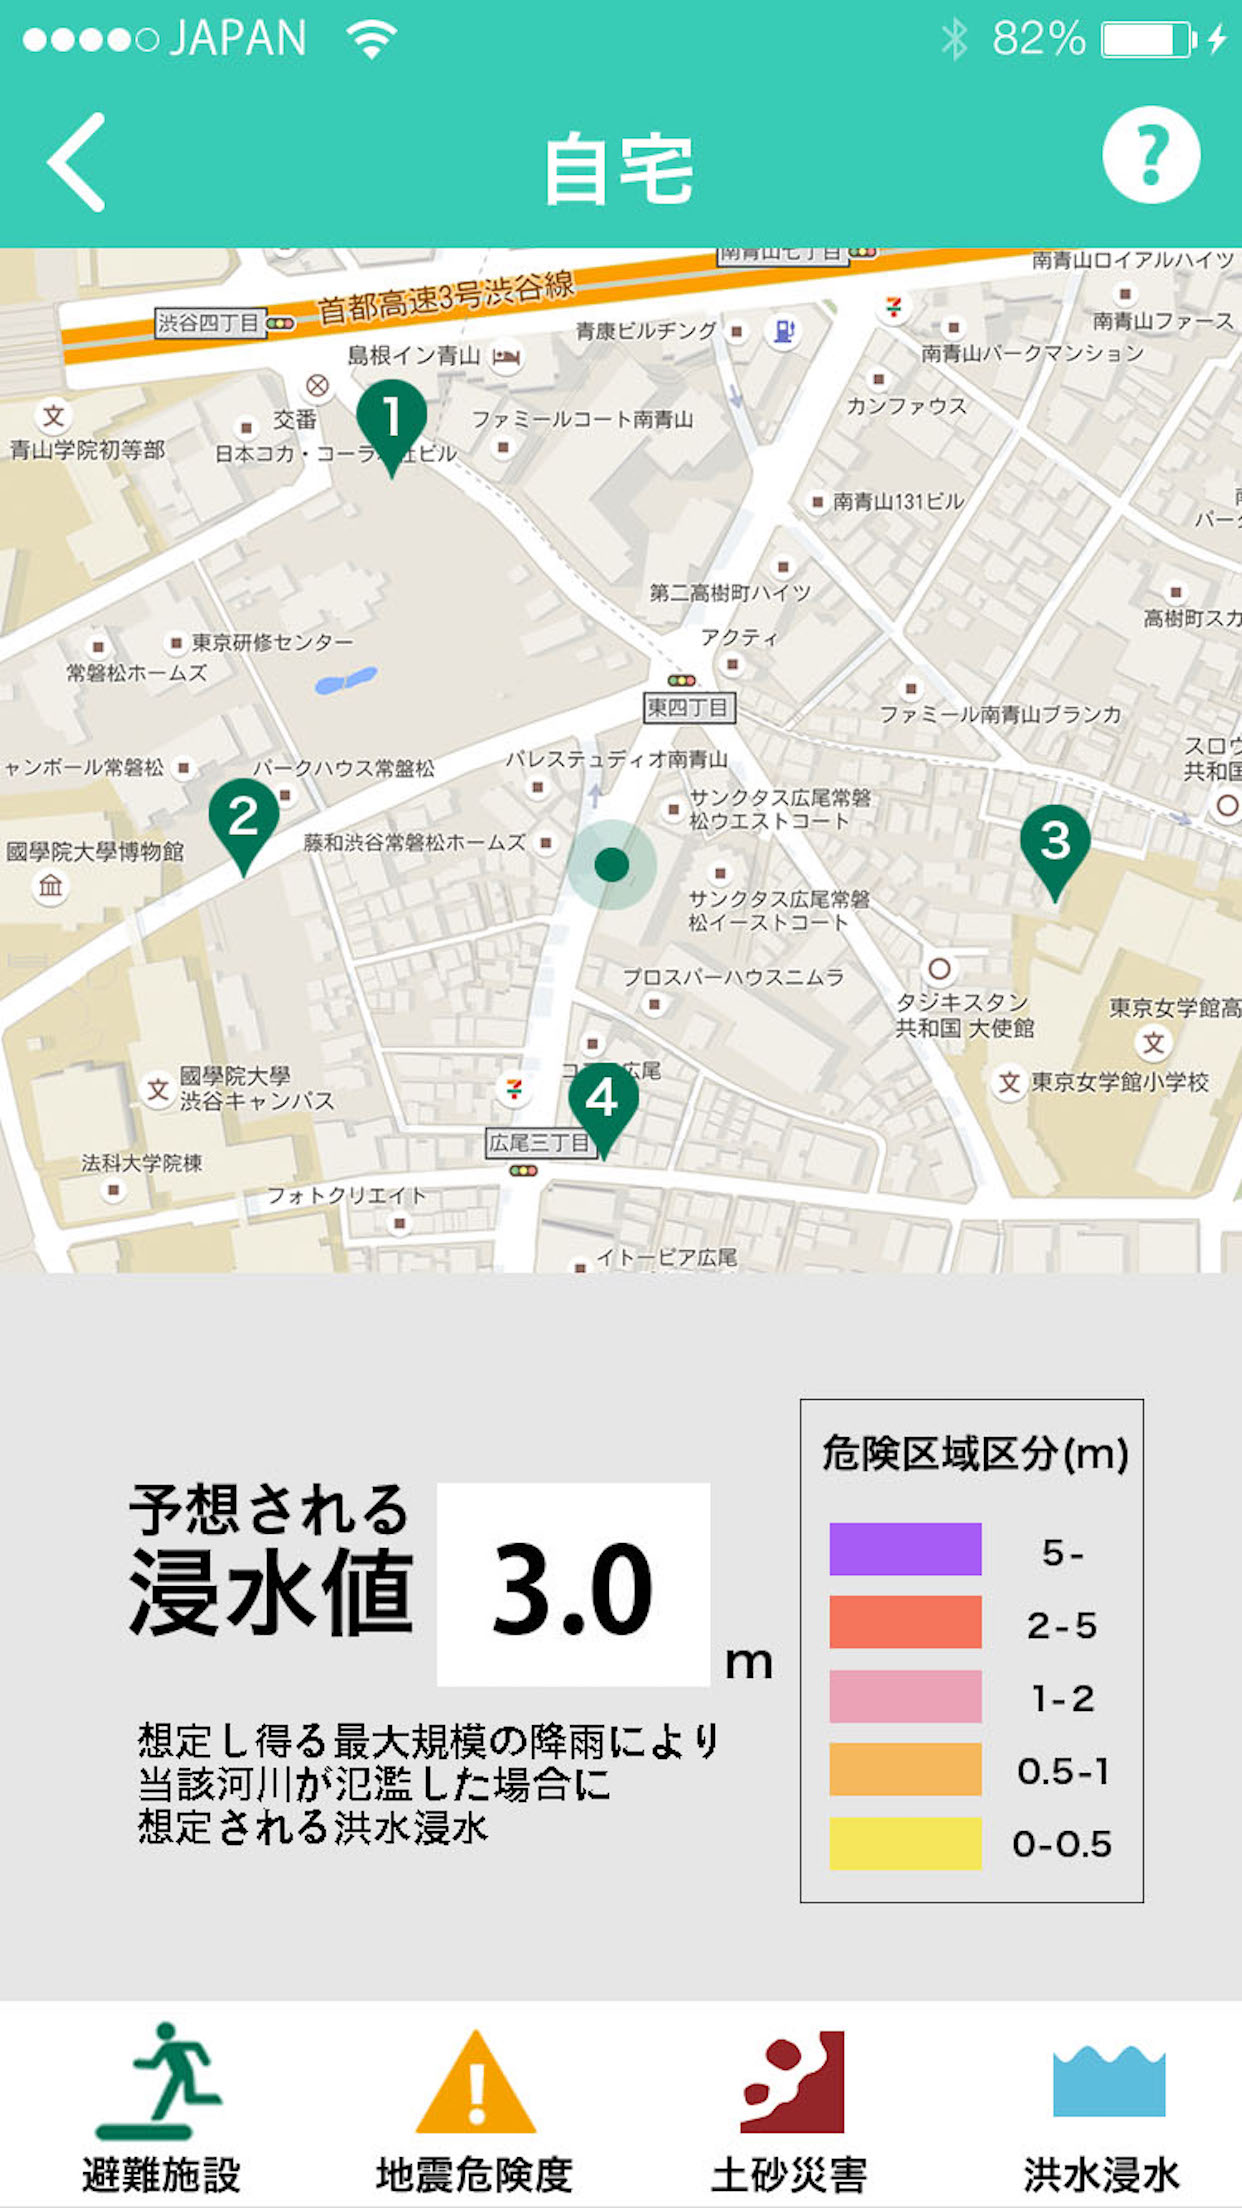 JAPAN
82%
自宅
?
南青山七丁目
南青山ロイアルハイツ
首都高速3号渋谷線
渋谷四丁目
青康ビルヂング
南青山ファース
島根イン青山
南青山パークマンション
カンファウス
1
交番
ファミールコート南青山
文
青山学院初等部
日本コカ・コーラ
社ビル
南青山131ビル
パー
第二高樹町ハイツ
高樹町スカ
アクティ
東京研修センター
常磐松ホームズ
東四丁目
ファミール南青山ブランカ
パレステュディオ南青山
スロヴ
共和国
ャンボール常磐松
パークハウス常盤松
サンクタス広尾常磐
松ウエストコート
2
3
藤和渋谷常磐松ホームズ
國學院大學博物館
サンクタス広尾常磐
松イーストコート
プロスパーハウスニムラ
タジキスタン
共和国 大使館
東京女学館高
文
國學院大學
渋谷キャンパス
文
文
東京女学館小学校
広尾
4
広尾三丁目
法科大学院棟
フォトクリエイト
イトーピア広尾
予想される
浸水値
3.0
m
想定し得る最大規模の降雨により
当該河川が氾濫した場合に
想定される洪水浸水
危険区域区分(m)
5-
2-5
1-2
0.5-1
0-0.5
避難施設
地震危険度
土砂災害
洪水浸水